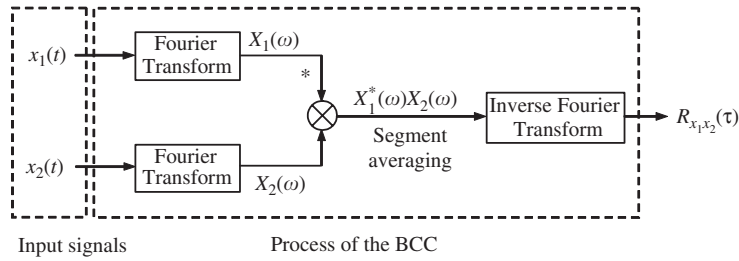 x₁(t)
Fourier
Transform
X₁(ω)
*
X₁*(ω)X₂(ω)
Segment
averaging
Inverse Fourier
Transform
Rₓ₁ₓ₂(τ)
x₂(t)
Fourier
Transform
X₂(ω)
Input signals
Process of the BCC